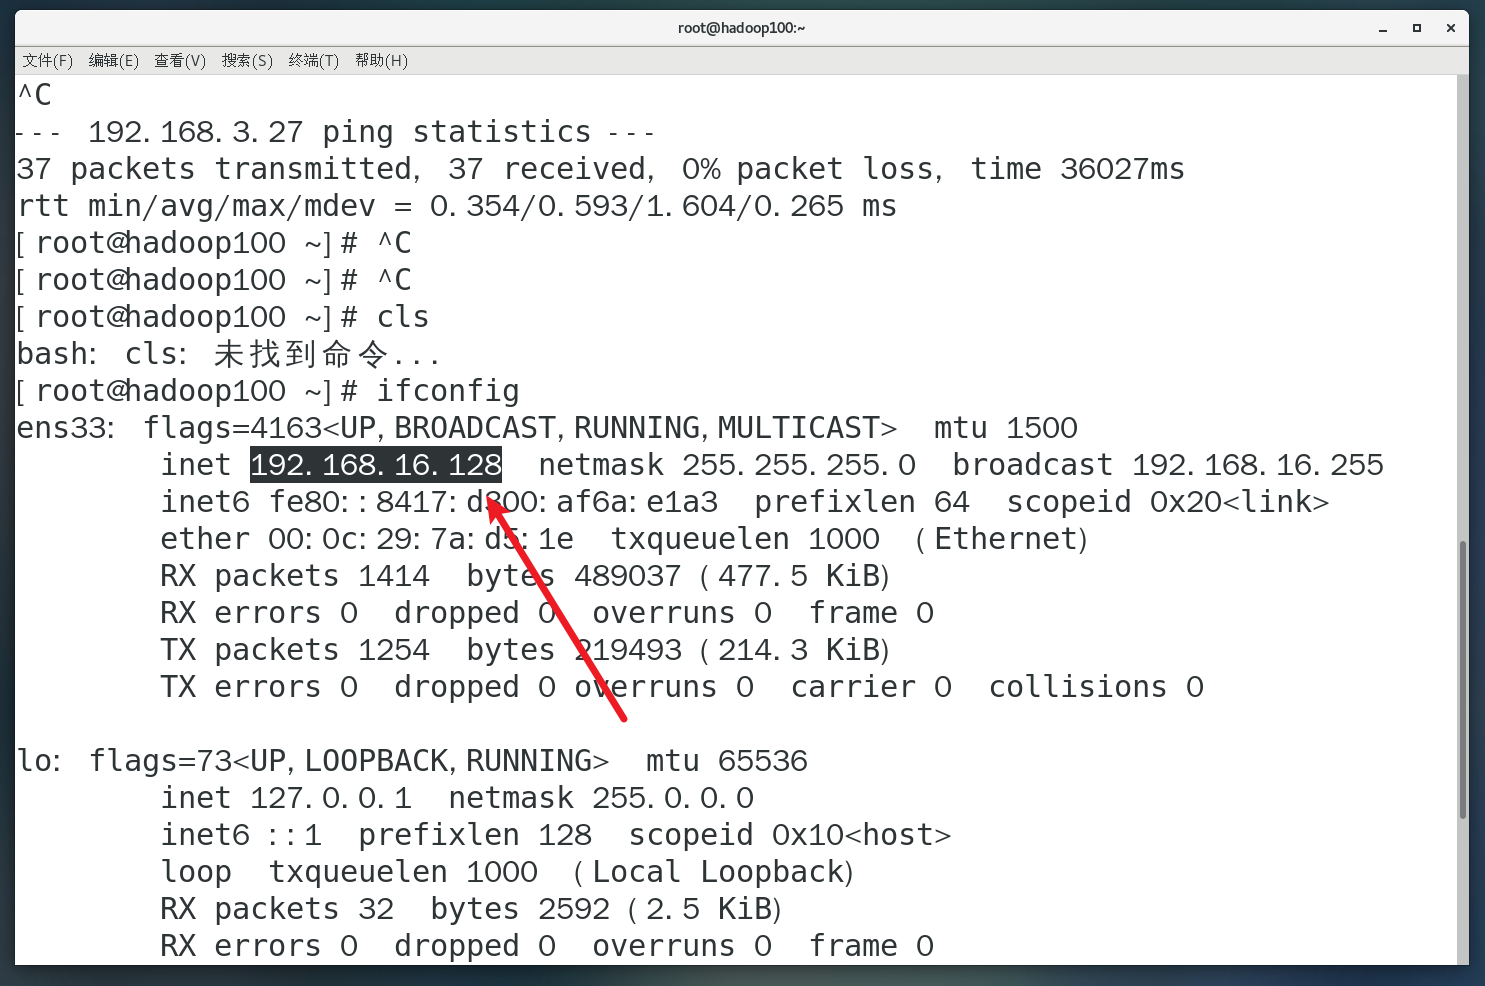 root@hadoop100:~
文件(F) 编辑(E) 查看(V) 搜索(S) 终端(T) 帮助(H)
^C
--- 192.168.3.27 ping statistics ---
37 packets transmitted, 37 received, 0% packet loss, time 36027ms
rtt min/avg/max/mdev = 0.354/0.593/1.604/0.265 ms
[root@hadoop100 ~]# ^C
[root@hadoop100 ~]# ^C
[root@hadoop100 ~]# cls
bash: cls: 未找到命令...
[root@hadoop100 ~]# ifconfig
ens33: flags=4163<UP,BROADCAST,RUNNING,MULTICAST>  mtu 1500
        inet 192.168.16.128  netmask 255.255.255.0  broadcast 192.168.16.255
        inet6 fe80::8417:d300:af6a:e1a3  prefixlen 64  scopeid 0x20<link>
        ether 00:0c:29:7a:d5:1e  txqueuelen 1000  (Ethernet)
        RX packets 1414  bytes 489037 (477.5 KiB)
        RX errors 0  dropped 0  overruns 0  frame 0
        TX packets 1254  bytes 219493 (214.3 KiB)
        TX errors 0  dropped 0 overruns 0  carrier 0  collisions 0
lo: flags=73<UP,LOOPBACK,RUNNING>  mtu 65536
        inet 127.0.0.1  netmask 255.0.0.0
        inet6 ::1  prefixlen 128  scopeid 0x10<host>
        loop  txqueuelen 1000  (Local Loopback)
        RX packets 32  bytes 2592 (2.5 KiB)
        RX errors 0  dropped 0  overruns 0  frame 0